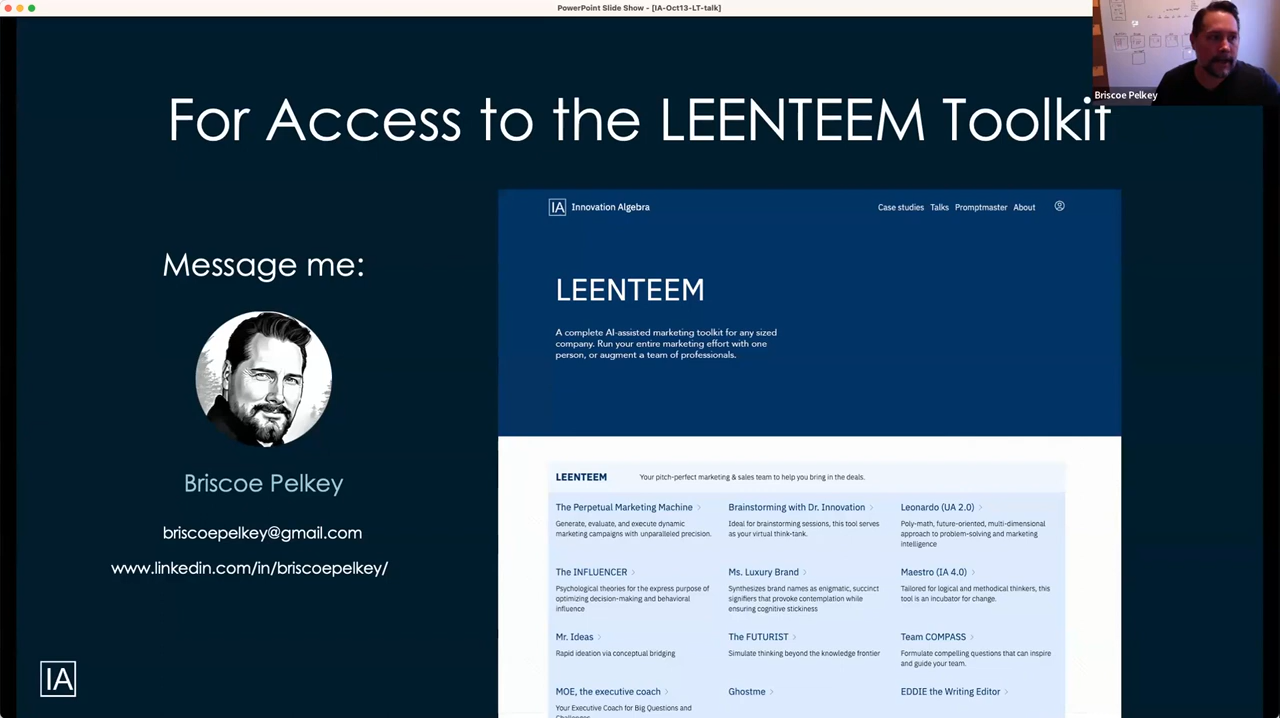 PowerPoint Slide Show - [IA-Oct13-LT-talk]
Briscoe Pelkey
For Access to the LEENTEEM Toolkit
Message me:
Briscoe Pelkey
briscoepelkey@gmail.com
www.linkedin.com/in/briscoepelkey/
IA
IA Innovation Algebra
Case studies Talks Promptmaster About
LEENTEEM
A complete AI-assisted marketing toolkit for any sized
company. Run your entire marketing effort with one
person, or augment a team of professionals.
LEENTEEM
Your pitch-perfect marketing & sales team to help you bring in the deals.
The Perpetual Marketing Machine >
Generate, evaluate, and execute dynamic
marketing campaigns with unparalleled precision.
Brainstorming with Dr. Innovation >
Ideal for brainstorming sessions, this tool serves
as your virtual think-tank.
Leonardo (UA 2.0) >
Poly-math, future-oriented, multi-dimensional
approach to problem-solving and marketing
intelligence
The INFLUENCER >
Psychological theories for the express purpose of
optimizing decision-making and behavioral
influence
Ms. Luxury Brand >
Synthesizes brand names as enigmatic, succinct
signifiers that provoke contemplation while
ensuring cognitive stickiness
Maestro (IA 4.0) >
Tailored for logical and methodical thinkers, this
tool is an incubator for change.
Mr. Ideas >
Rapid ideation via conceptual bridging
The FUTURIST >
Simulate thinking beyond the knowledge frontier
Team COMPASS >
Formulate compelling questions that can inspire
and guide your team.
MOE, the executive coach >
Your Executive Coach for Big Questions and
Challenges
Ghostme >
EDDIE the Writing Editor >